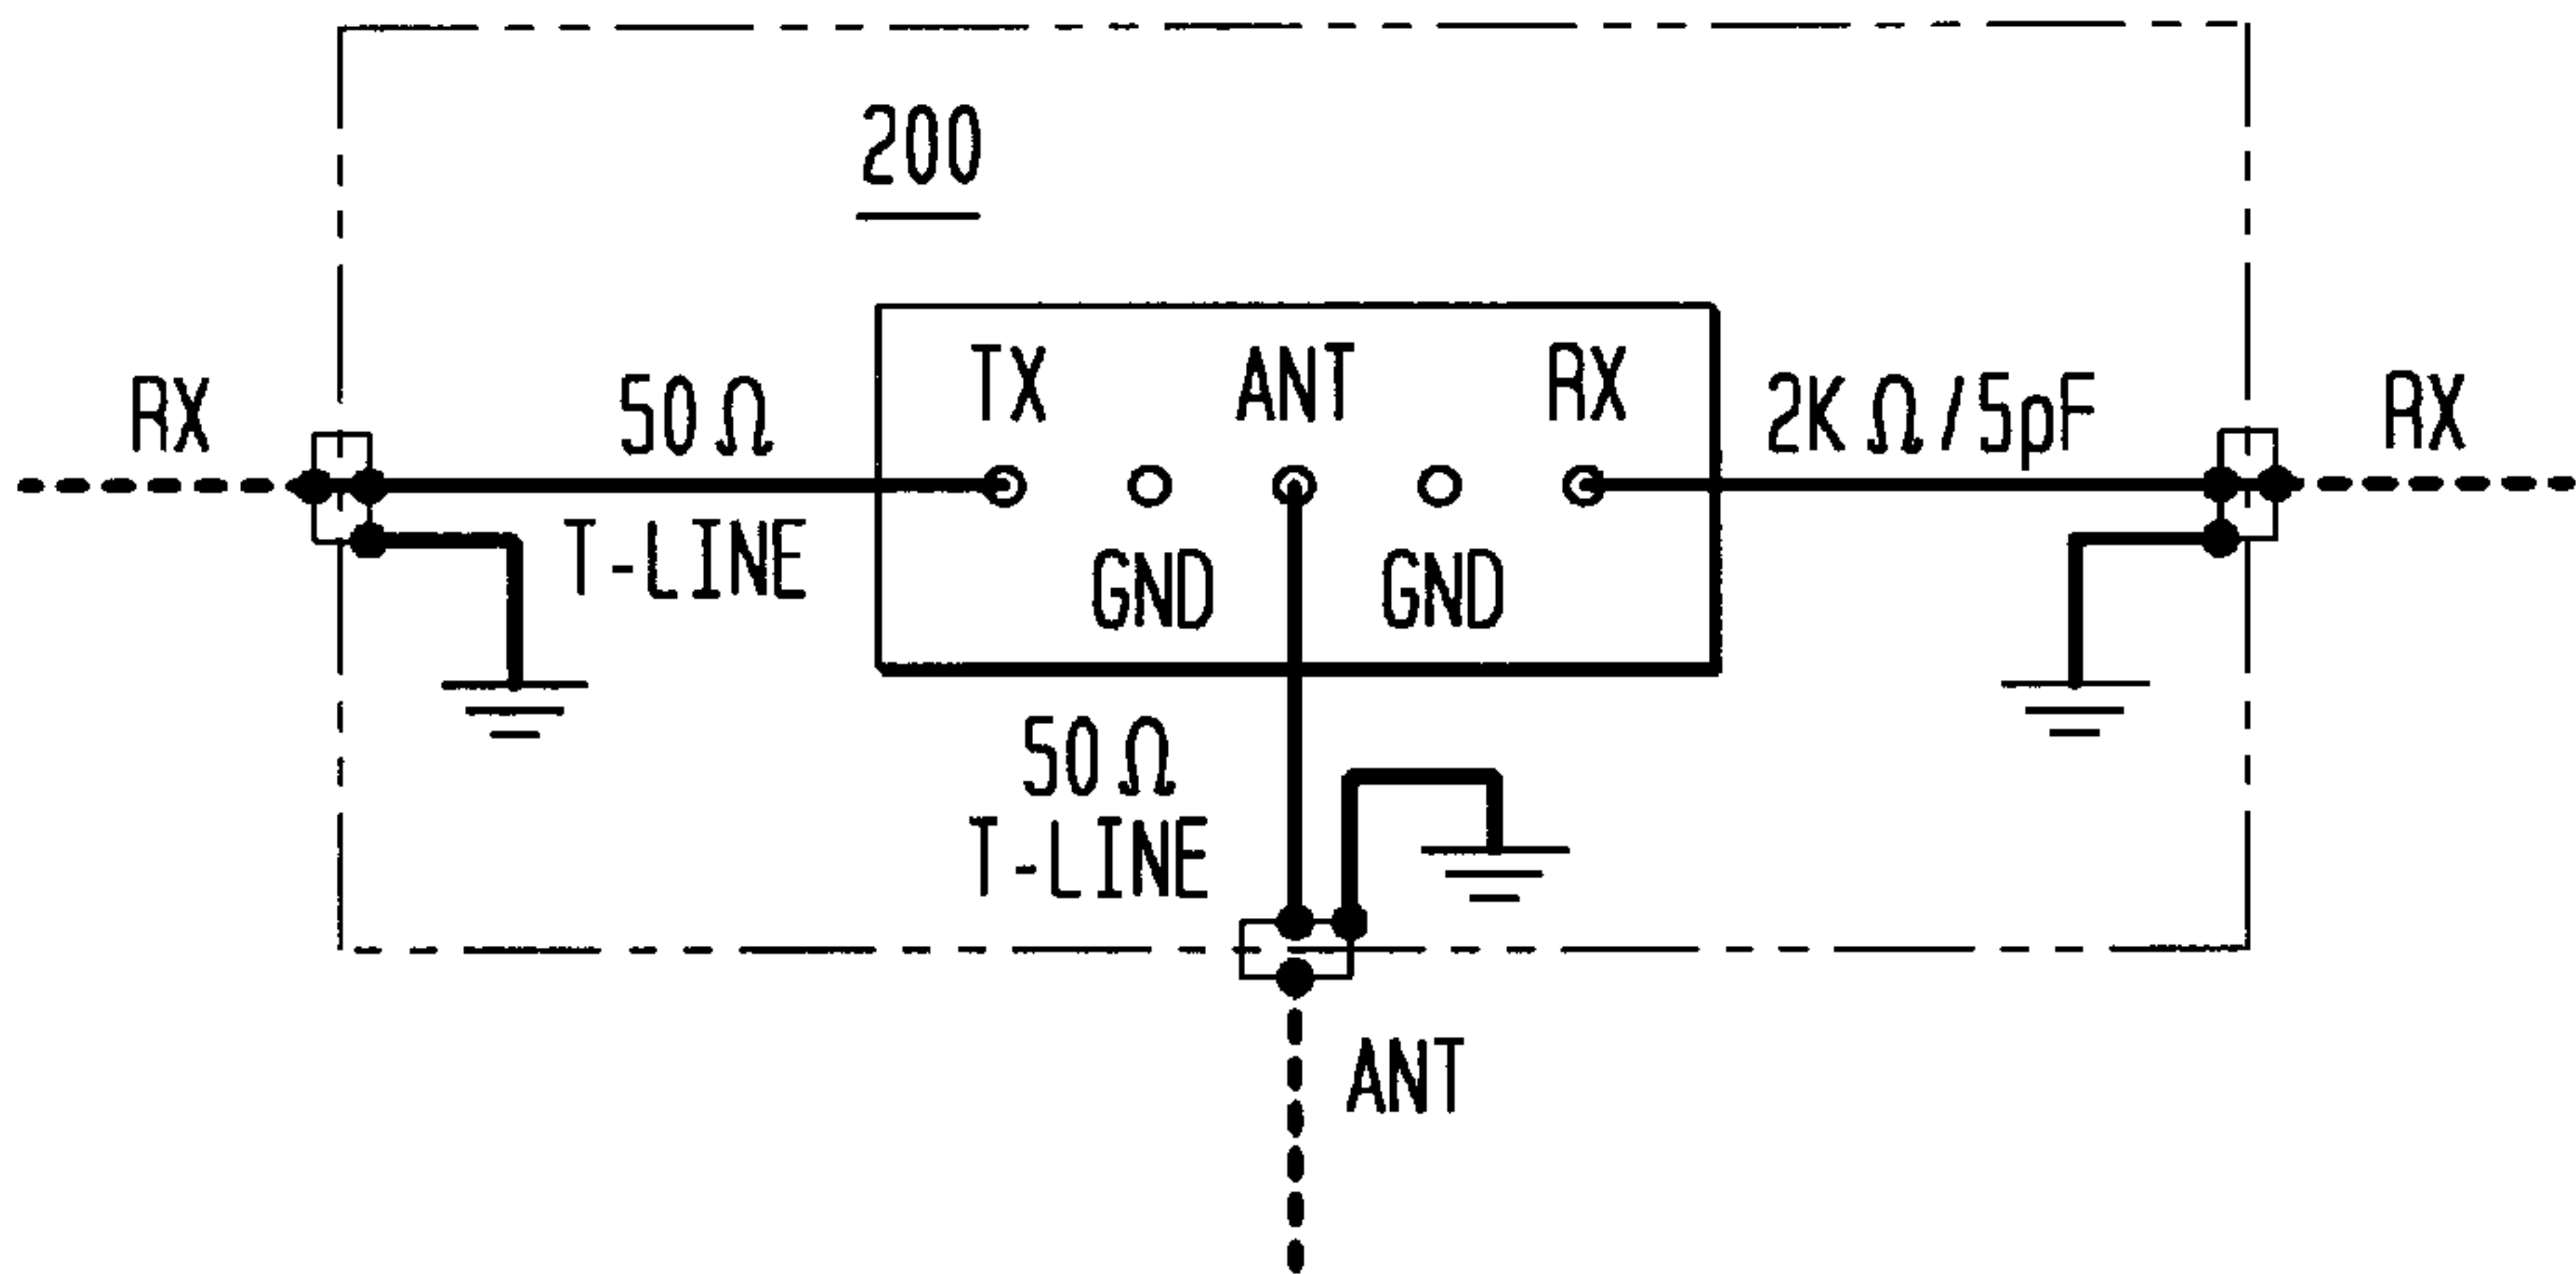 200
TX ANT RX
RX 50 Ω 2K Ω / 5pF RX
T-LINE GND GND
50 Ω
T-LINE
ANT